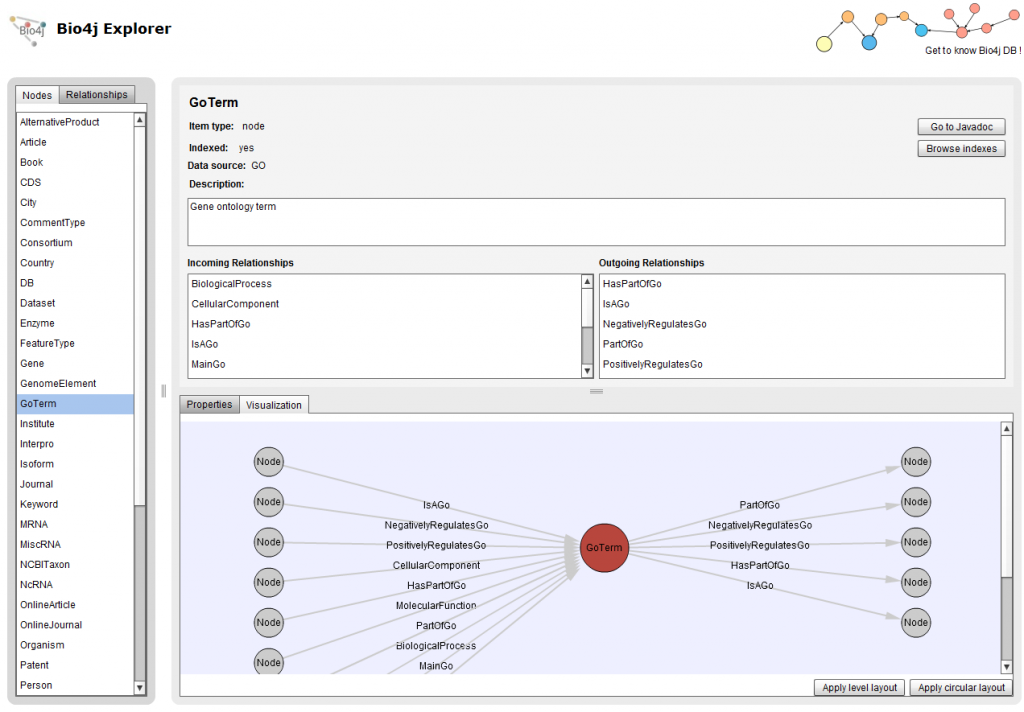 Bio4j
Bio4j Explorer
Get to know Bio4j DB !
Nodes
Relationships
AlternativeProduct
Article
Book
CDS
City
CommentType
Consortium
Country
DB
Dataset
Enzyme
FeatureType
Gene
GenomeElement
GoTerm
Institute
Interpro
Isoform
Journal
Keyword
MRNA
MiscRNA
NCBITaxon
NcRNA
OnlineArticle
OnlineJournal
Organism
Patent
Person
GoTerm
Item type: node
Indexed: yes
Data source: GO
Description:
Gene ontology term
Go to Javadoc
Browse indexes
Incoming Relationships
BiologicalProcess
CellularComponent
HasPartOfGo
IsAGo
MainGo
Outgoing Relationships
HasPartOfGo
IsAGo
NegativelyRegulatesGo
PartOfGo
PositivelyRegulatesGo
Properties
Visualization
Node
Node
Node
Node
Node
Node
IsAGo
NegativelyRegulatesGo
PositivelyRegulatesGo
CellularComponent
HasPartOfGo
MolecularFunction
PartOfGo
BiologicalProcess
MainGo
GoTerm
PartOfGo
NegativelyRegulatesGo
PositivelyRegulatesGo
HasPartOfGo
IsAGo
Node
Node
Node
Node
Node
Apply level layout
Apply circular layout